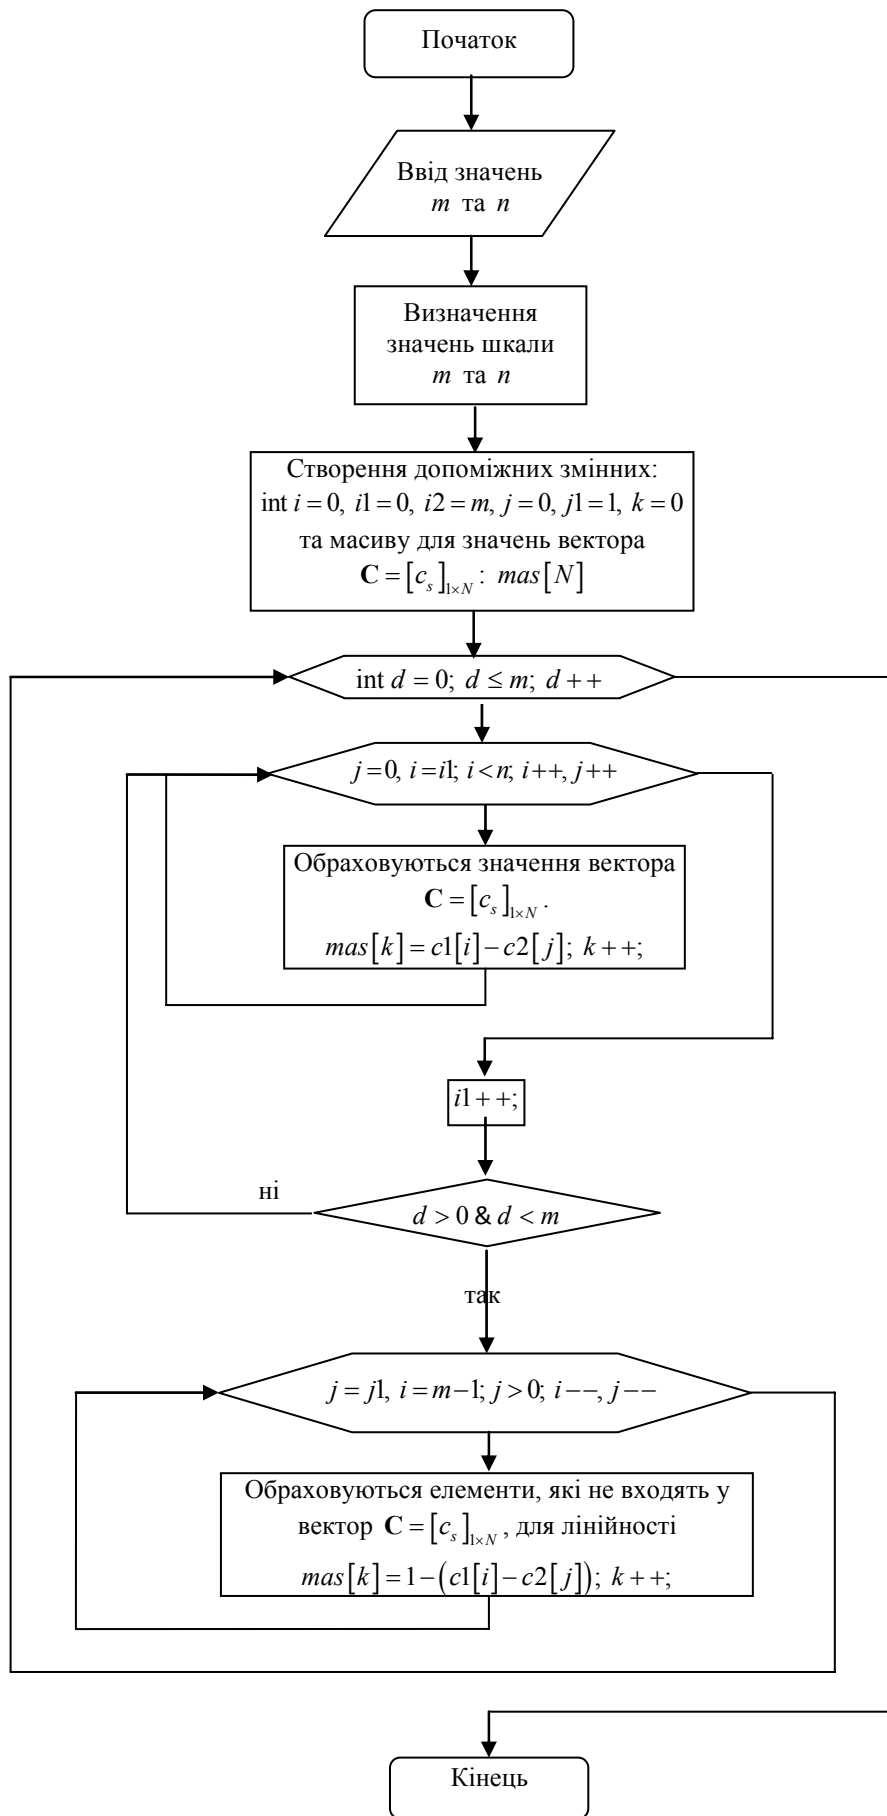 Початок
Ввід значень
m та n
Визначення
значень шкали
m та n
Створення допоміжних змінних:
int i = 0, i1 = 0, i2 = m, j = 0, j1 = 1, k = 0
та масиву для значень вектора
C = [c_s]_{1×N} : mas[N]
int d = 0; d ≤ m; d ++
j = 0, i = i1; i < n; i ++, j ++
Обраховуються значення вектора
C = [c_s]_{1×N} .
mas[k] = c1[i] − c2[j]; k ++;
i1 + +;
ні
d > 0 & d < m
так
j = j1, i = m − 1; j > 0; i − −, j − −
Обраховуються елементи, які не входять у
вектор C = [c_s]_{1×N} , для лінійності
mas[k] = 1 − (c1[i] − c2[j]); k ++;
Кінець